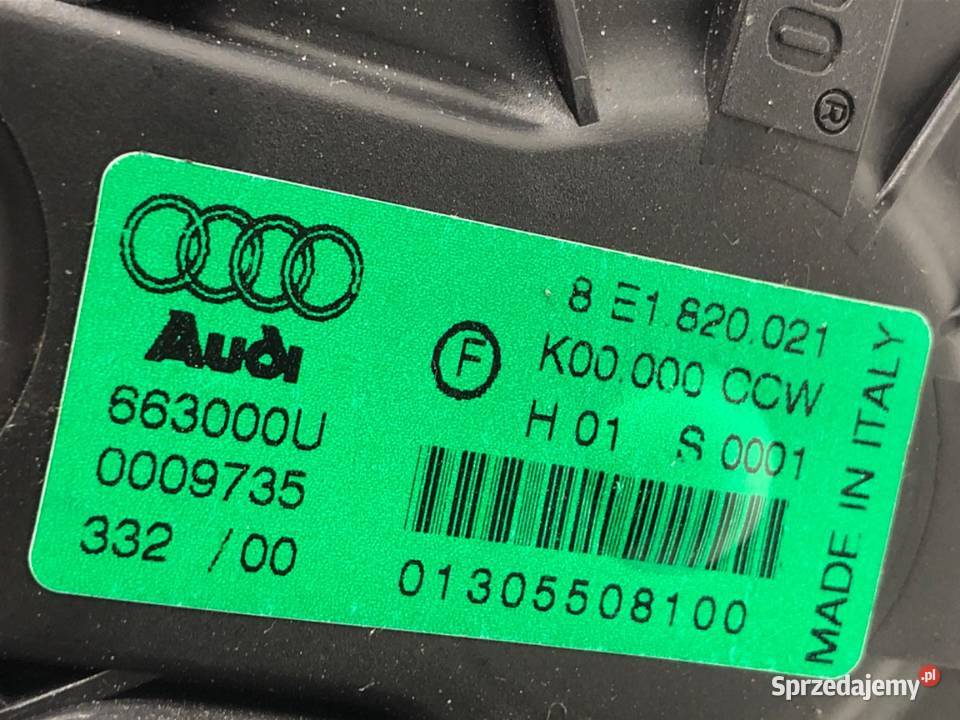 0
®
Audi
663000U
0009735
332 /00
8 E1.820.021
F
K00.000 CCW
H 01 S 0001
01305508100
MADE IN ITALY
Sprzedajemy.pl